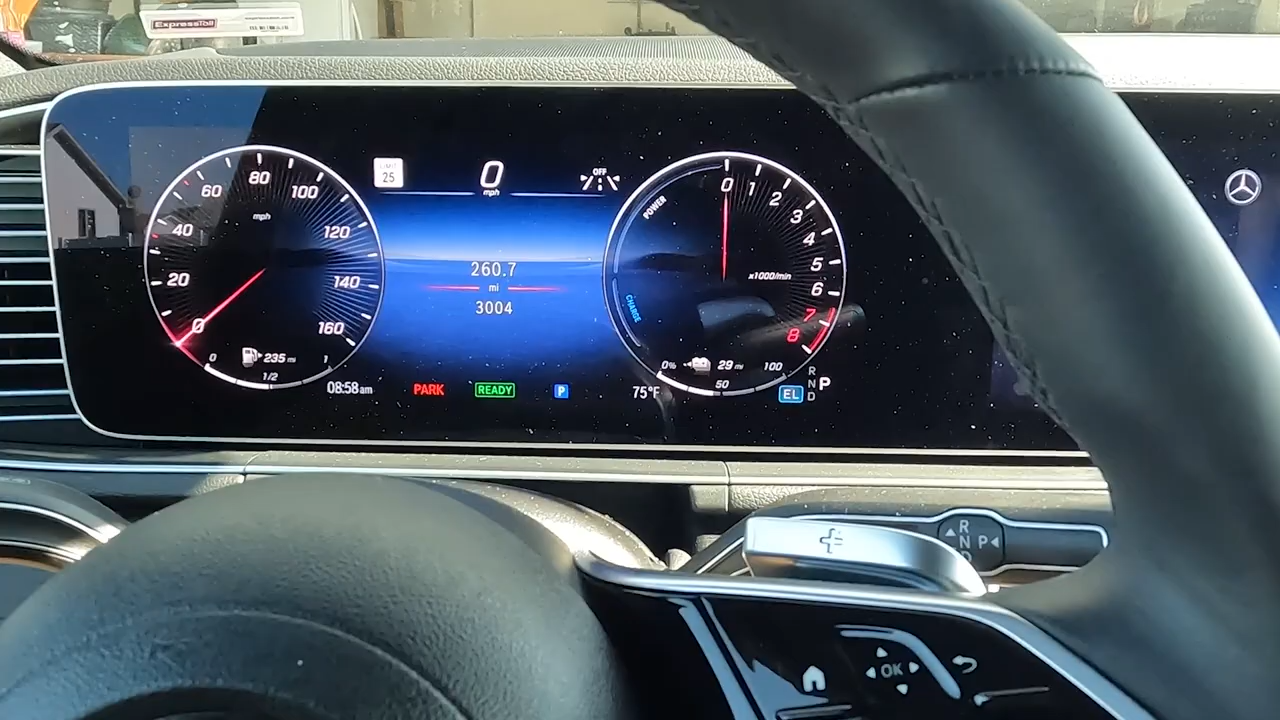 ExpressToll
60 80 100
40 mph 120
20 140
0 160
0 1/2 1
235 mi
LIMIT
25
0
mph
OFF
260.7
mi
3004
POWER
CHARGE
0 1 2 3 4 5 6 7 8
x1000/min
0% 50 100
29 mi
08:58am
PARK
READY
P
75°F
EL
R
N P
D
R
N P
D
OK